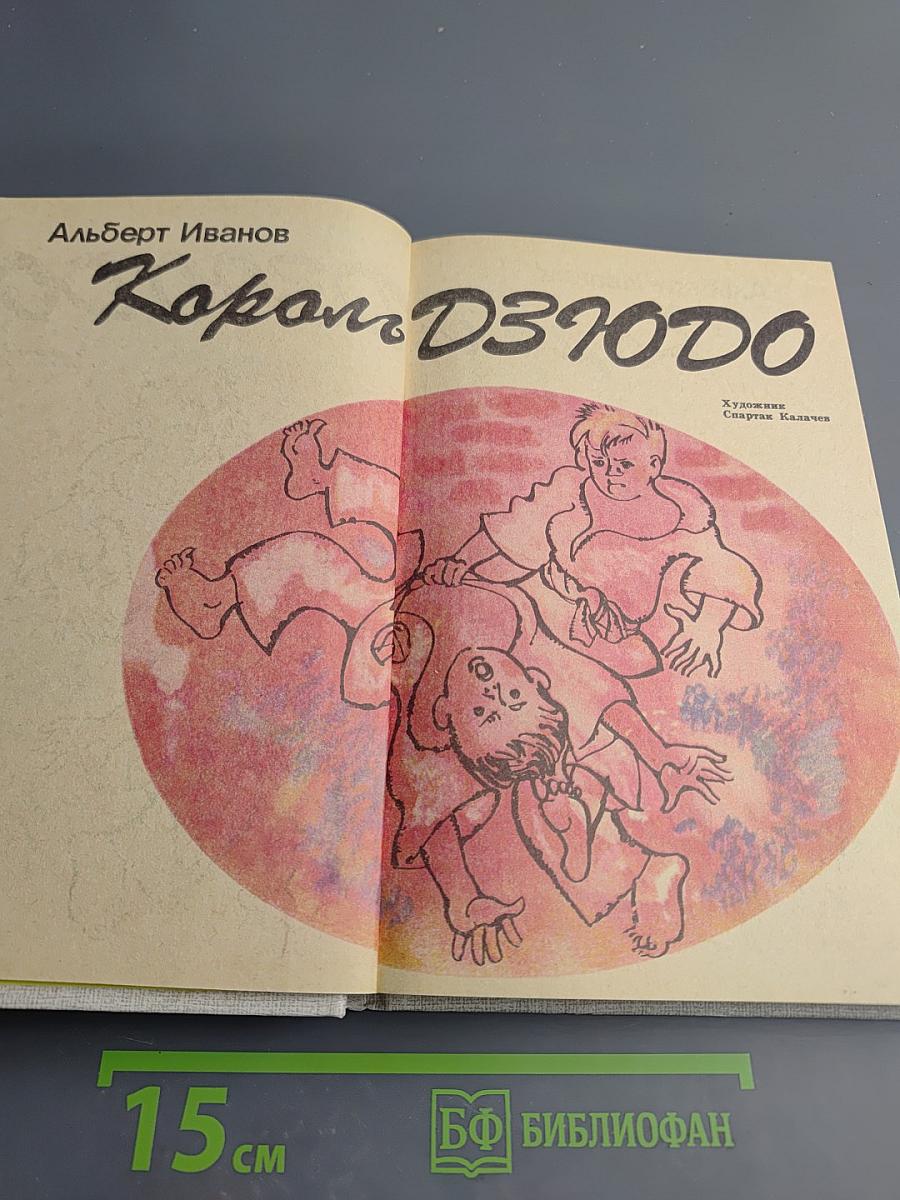 Альберт Иванов
Король ДЗЮДО
Художник
Спартак Калачев
15 см
БФ БИБЛИОФАН